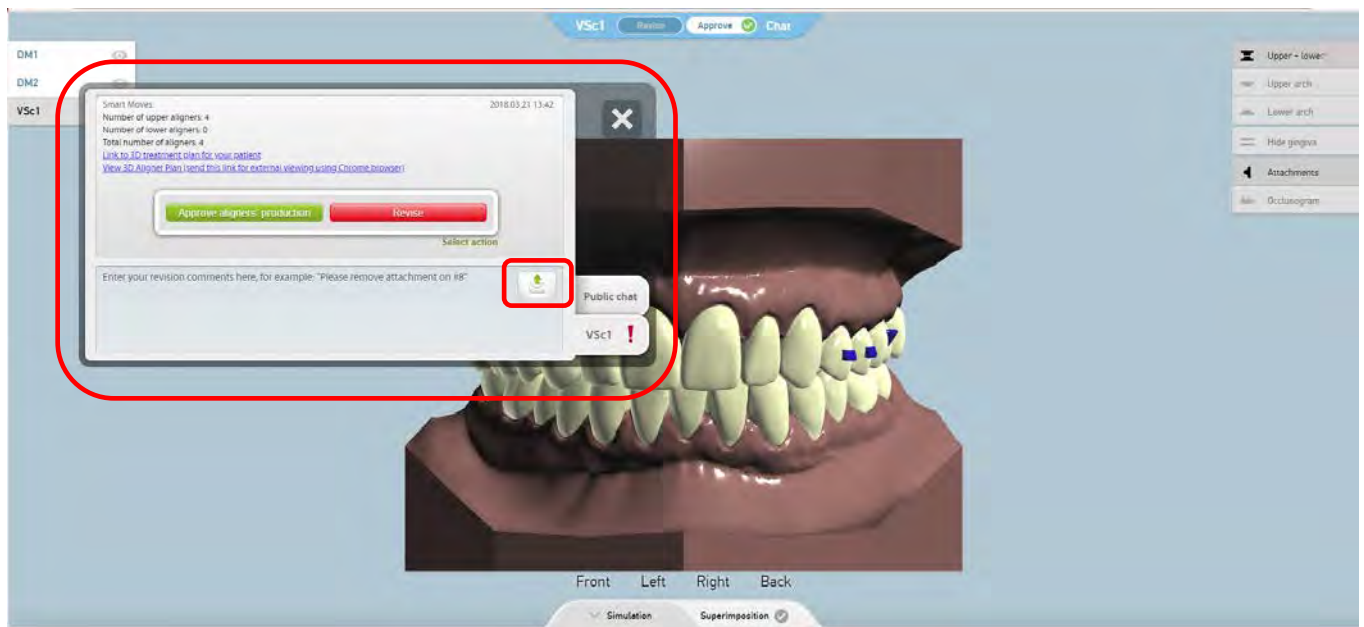 VSc1 Revise Approve Chat
DM1
DM2
VSc1
Smart Moves: 2018.03.21 13:42
Number of upper aligners: 4
Number of lower aligners: 0
Total number of aligners: 4
Link to 3D treatment plan for your patient
View 3D Aligner Plan (send this link for external viewing using Chrome browser)
Approve aligners' production Revise
Select action
Enter your revision comments here, for example: "Please remove attachment on #8"
Public chat
VSc1 !
Upper - lower
Upper arch
Lower arch
Hide gingiva
Attachments
Occlusogram
Front Left Right Back
Simulation Superimposition